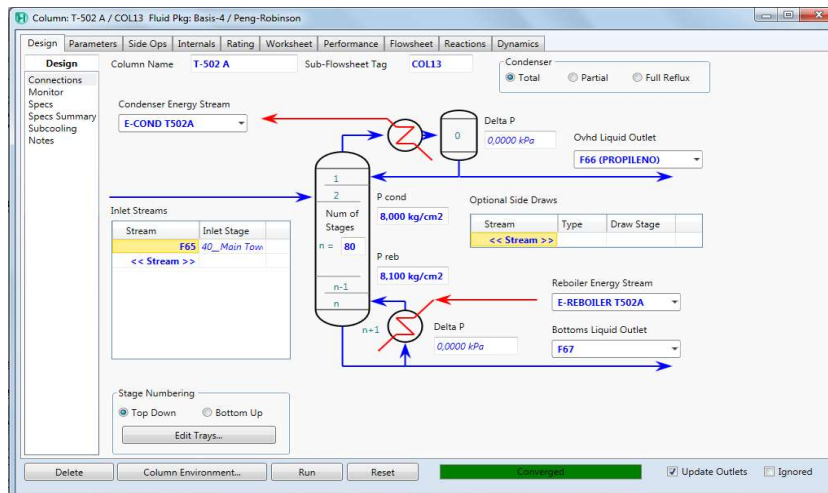 Column: T-502 A / COL13 Fluid Pkg: Basis-4 / Peng-Robinson
Design Parameters Side Ops Internals Rating Worksheet Performance Flowsheet Reactions Dynamics
Design
Connections
Monitor
Specs
Specs Summary
Subcooling
Notes
Column Name T-502 A Sub-Flowsheet Tag COL13
Condenser
Total Partial Full Reflux
Condenser Energy Stream
E-COND T502A
0
Delta P
0,0000 kPa
Ovhd Liquid Outlet
F66 (PROPILENO)
1
2
Num of
Stages
n = 80
n-1
n
n+1
P cond
8,000 kg/cm2
P reb
8,100 kg/cm2
Inlet Streams
Stream Inlet Stage
F65 40__Main Tow
<< Stream >>
Optional Side Draws
Stream Type Draw Stage
<< Stream >>
Delta P
0,0000 kPa
Reboiler Energy Stream
E-REBOILER T502A
Bottoms Liquid Outlet
F67
Stage Numbering
Top Down Bottom Up
Edit Trays...
Delete Column Environment... Run Reset Converged Update Outlets Ignored